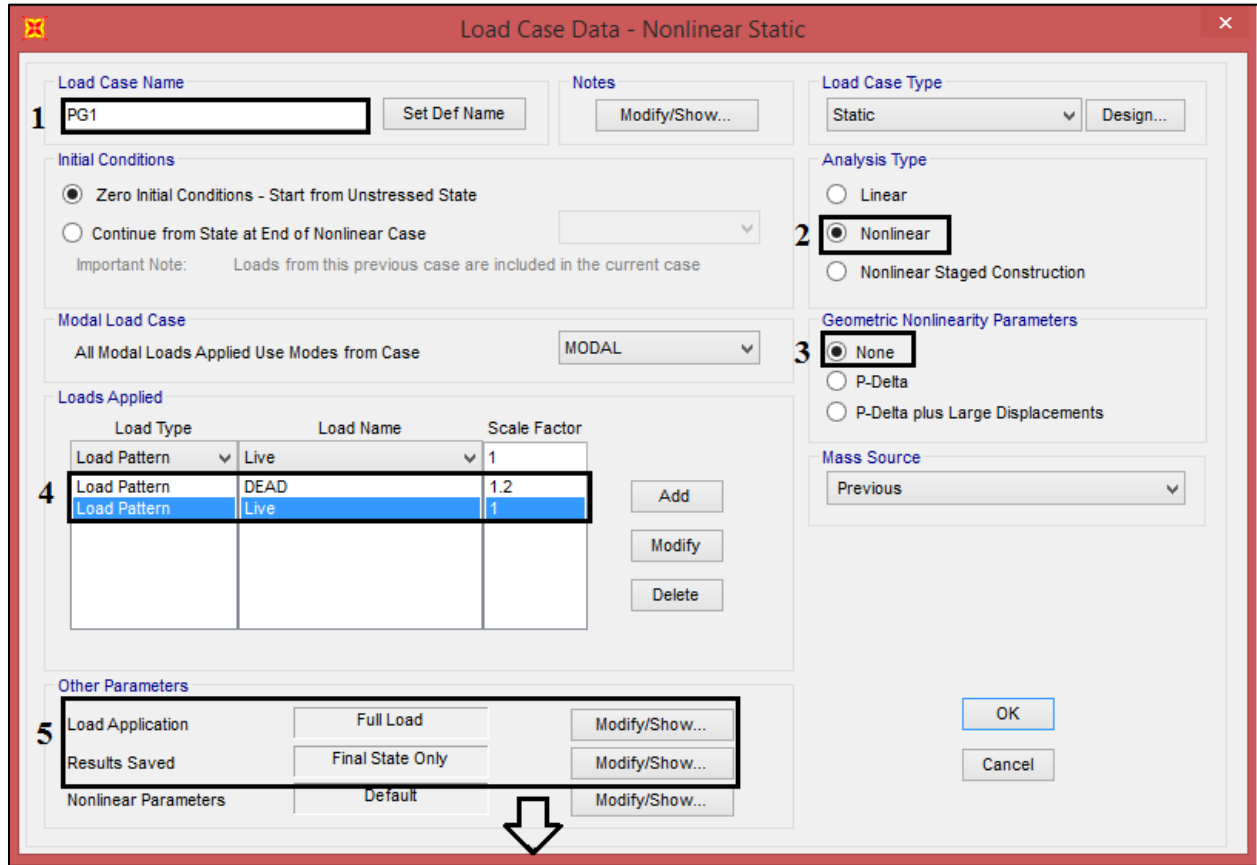 Load Case Data - Nonlinear Static
×
Load Case Name
Notes
Load Case Type
1
PG1
Set Def Name
Modify/Show...
Static
Design...
Initial Conditions
Analysis Type
Zero Initial Conditions - Start from Unstressed State
Linear
Continue from State at End of Nonlinear Case
2
Nonlinear
Important Note: Loads from this previous case are included in the current case
Nonlinear Staged Construction
Modal Load Case
Geometric Nonlinearity Parameters
All Modal Loads Applied Use Modes from Case
MODAL
3
None
P-Delta
P-Delta plus Large Displacements
Loads Applied
Load Type Load Name Scale Factor
Load Pattern Live 1
4
Load Pattern DEAD 1.2
Load Pattern Live 1
Add
Modify
Delete
Mass Source
Previous
Other Parameters
5
Load Application Full Load Modify/Show...
Results Saved Final State Only Modify/Show...
Nonlinear Parameters Default Modify/Show...
OK
Cancel